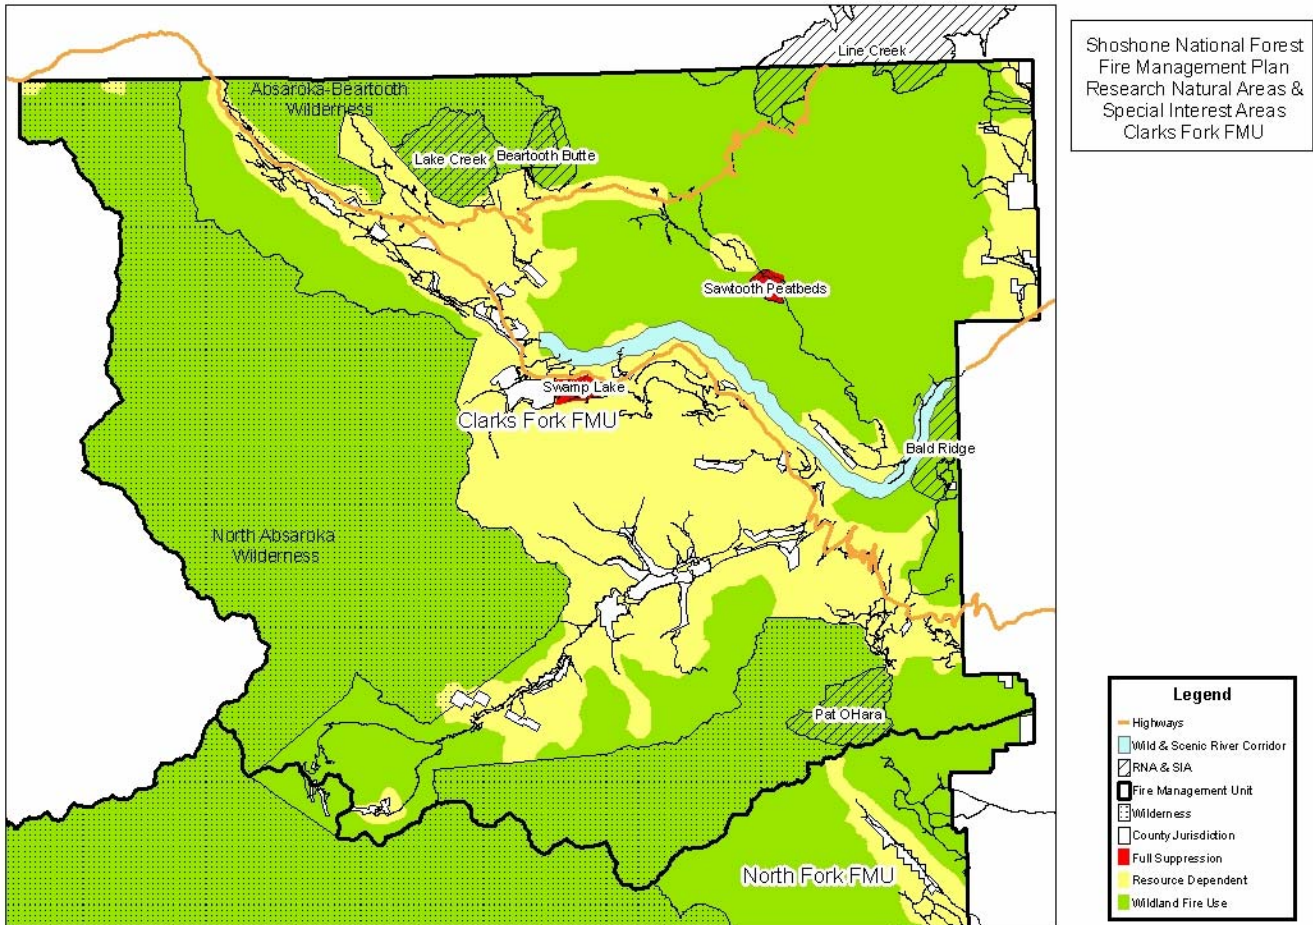 Shoshone National Forest
Fire Management Plan
Research Natural Areas &
Special Interest Areas
Clarks Fork FMU
Line Creek
Absaroka-Beartooth
Wilderness
Lake Creek
Beartooth Butte
Sawtooth Peatbeds
Swamp Lake
Clarks Fork FMU
Bald Ridge
North Absaroka
Wilderness
Pat OHara
North Fork FMU
Legend
Highways
Wild & Scenic River Corridor
RNA & SIA
Fire Management Unit
Wilderness
County Jurisdiction
Full Suppression
Resource Dependent
Wildland Fire Use